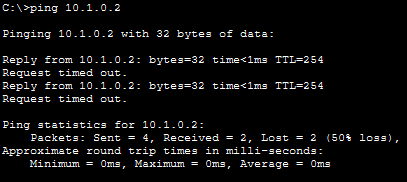 C:\>ping 10.1.0.2
Pinging 10.1.0.2 with 32 bytes of data:
Reply from 10.1.0.2: bytes=32 time<1ms TTL=254
Request timed out.
Reply from 10.1.0.2: bytes=32 time<1ms TTL=254
Request timed out.
Ping statistics for 10.1.0.2:
    Packets: Sent = 4, Received = 2, Lost = 2 (50% loss),
Approximate round trip times in milli-seconds:
    Minimum = 0ms, Maximum = 0ms, Average = 0ms